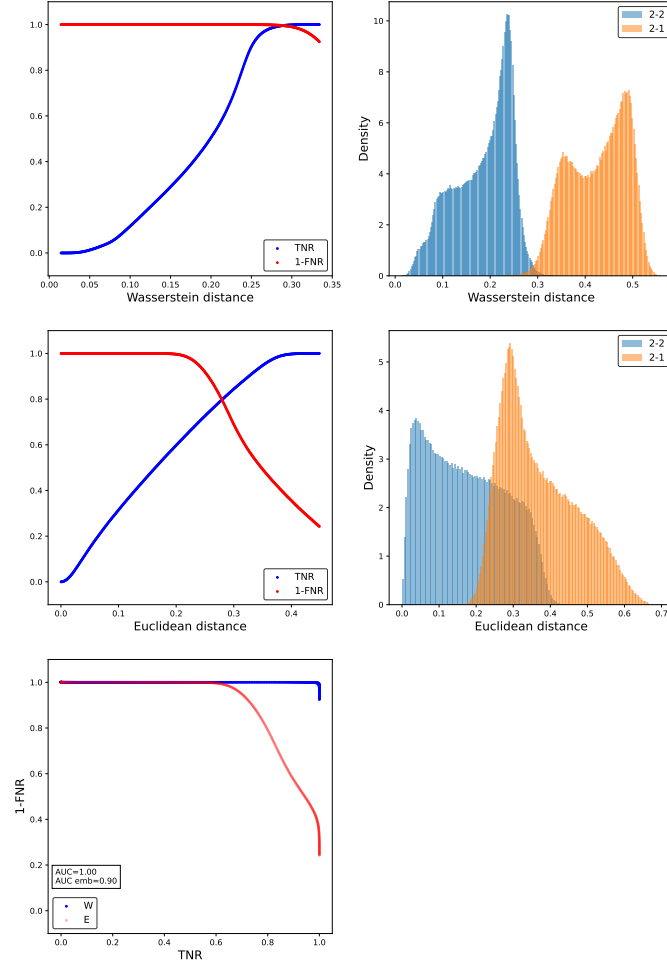 1.0
0.8
0.6
0.4
0.2
0.0
TNR
1-FNR
0.00 0.05 0.10 0.15 0.20 0.25 0.30 0.35
Wasserstein distance
10
8
6
4
2
0
Density
2-2
2-1
0.0 0.1 0.2 0.3 0.4 0.5
Wasserstein distance
1.0
0.8
0.6
0.4
0.2
0.0
TNR
1-FNR
0.0 0.1 0.2 0.3 0.4
Euclidean distance
5
4
3
2
1
0
Density
2-2
2-1
0.0 0.1 0.2 0.3 0.4 0.5 0.6 0.7
Euclidean distance
1.0
0.8
0.6
0.4
0.2
0.0
1-FNR
AUC=1.00
AUC emb=0.90
W
E
0.0 0.2 0.4 0.6 0.8 1.0
TNR